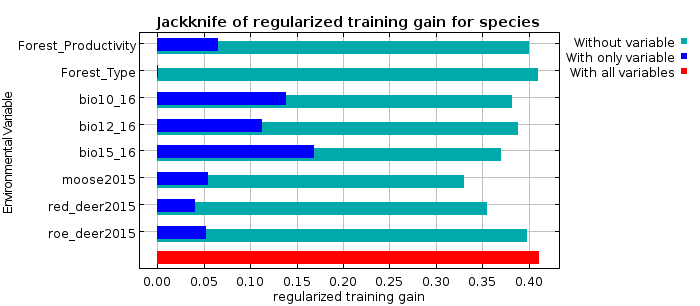 Jackknife of regularized training gain for species
Environmental Variable
Forest_Productivity
Forest_Type
bio10_16
bio12_16
bio15_16
moose2015
red_deer2015
roe_deer2015
0.00 0.05 0.10 0.15 0.20 0.25 0.30 0.35 0.40
regularized training gain
Without variable
With only variable
With all variables